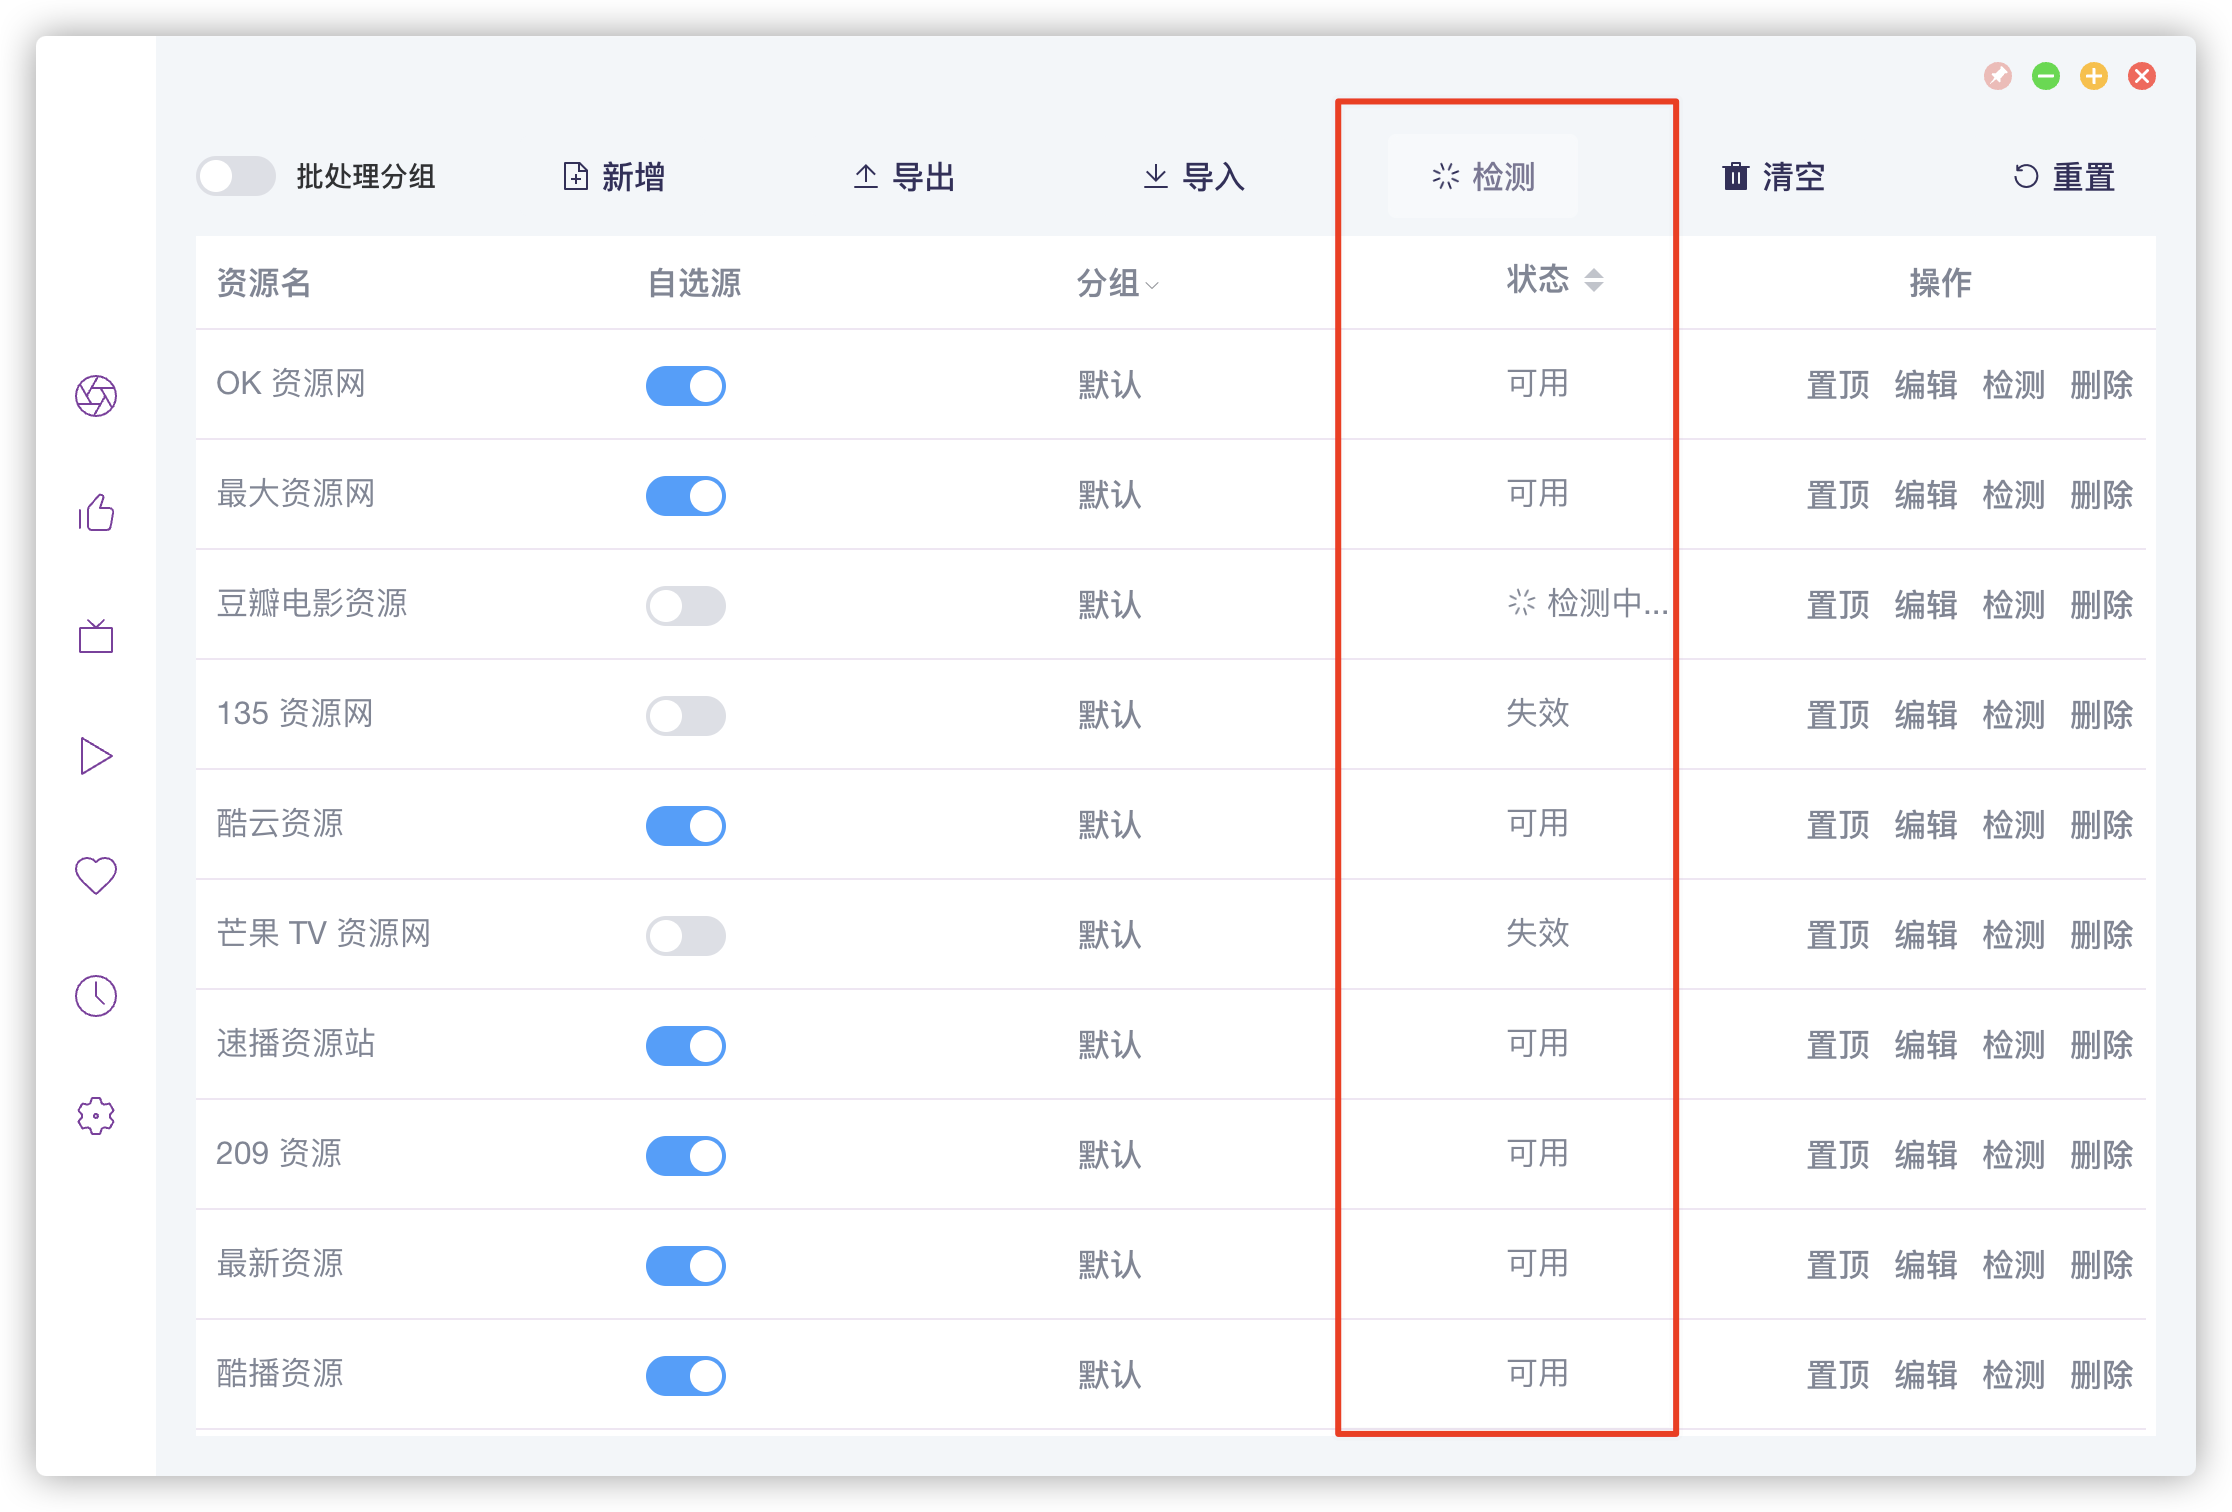 批处理分组 新增 导出 导入 检测 清空 重置
资源名 自选源 分组 状态 操作
OK 资源网 默认 可用 置顶 编辑 检测 删除
最大资源网 默认 可用 置顶 编辑 检测 删除
豆瓣电影资源 默认 检测中... 置顶 编辑 检测 删除
135 资源网 默认 失效 置顶 编辑 检测 删除
酷云资源 默认 可用 置顶 编辑 检测 删除
芒果 TV 资源网 默认 失效 置顶 编辑 检测 删除
速播资源站 默认 可用 置顶 编辑 检测 删除
209 资源 默认 可用 置顶 编辑 检测 删除
最新资源 默认 可用 置顶 编辑 检测 删除
酷播资源 默认 可用 置顶 编辑 检测 删除